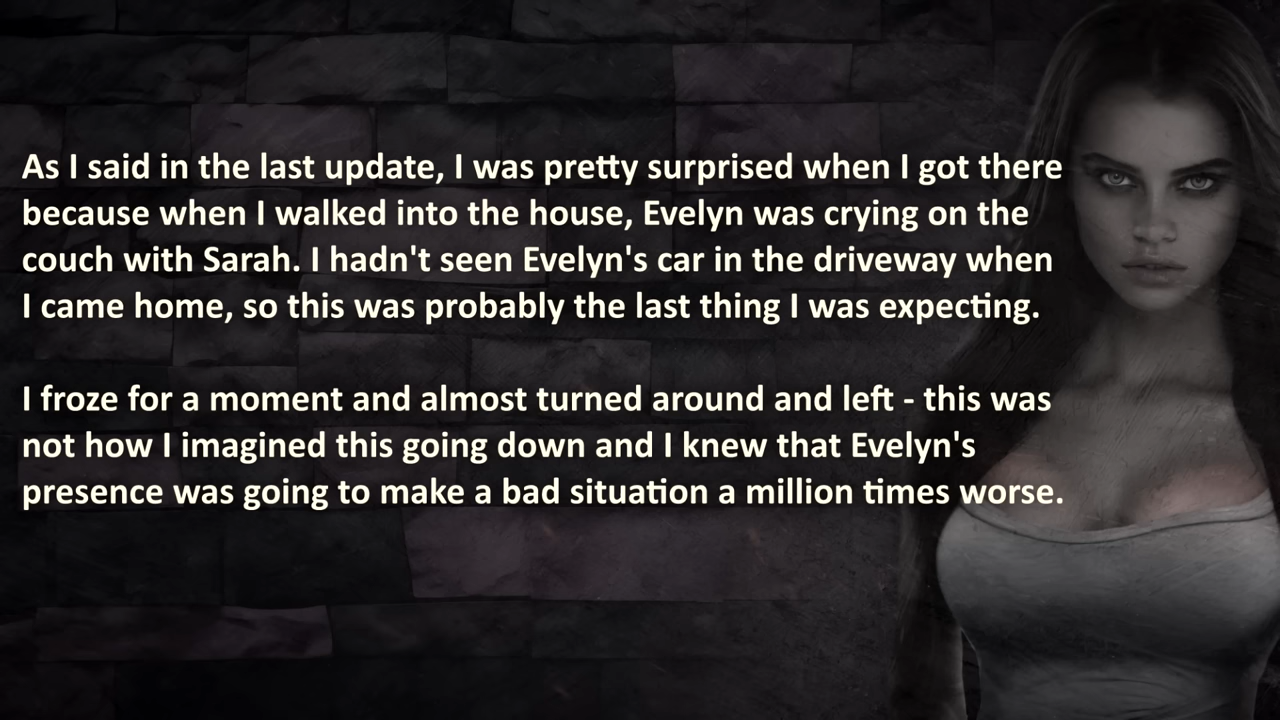 As I said in the last update, I was pretty surprised when I got there
because when I walked into the house, Evelyn was crying on the
couch with Sarah. I hadn't seen Evelyn's car in the driveway when
I came home, so this was probably the last thing I was expecting.
I froze for a moment and almost turned around and left - this was
not how I imagined this going down and I knew that Evelyn's
presence was going to make a bad situation a million times worse.